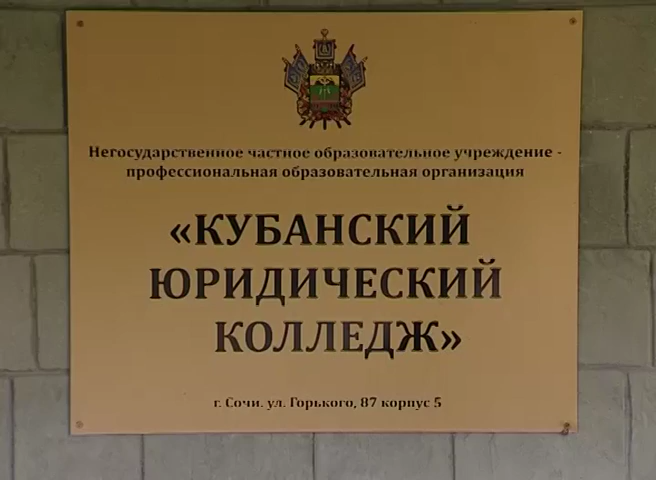 Негосударственное частное образовательное учреждение -
профессиональная образовательная организация
«КУБАНСКИЙ
ЮРИДИЧЕСКИЙ
КОЛЛЕДЖ»
г. Сочи. ул. Горького, 87 корпус 5